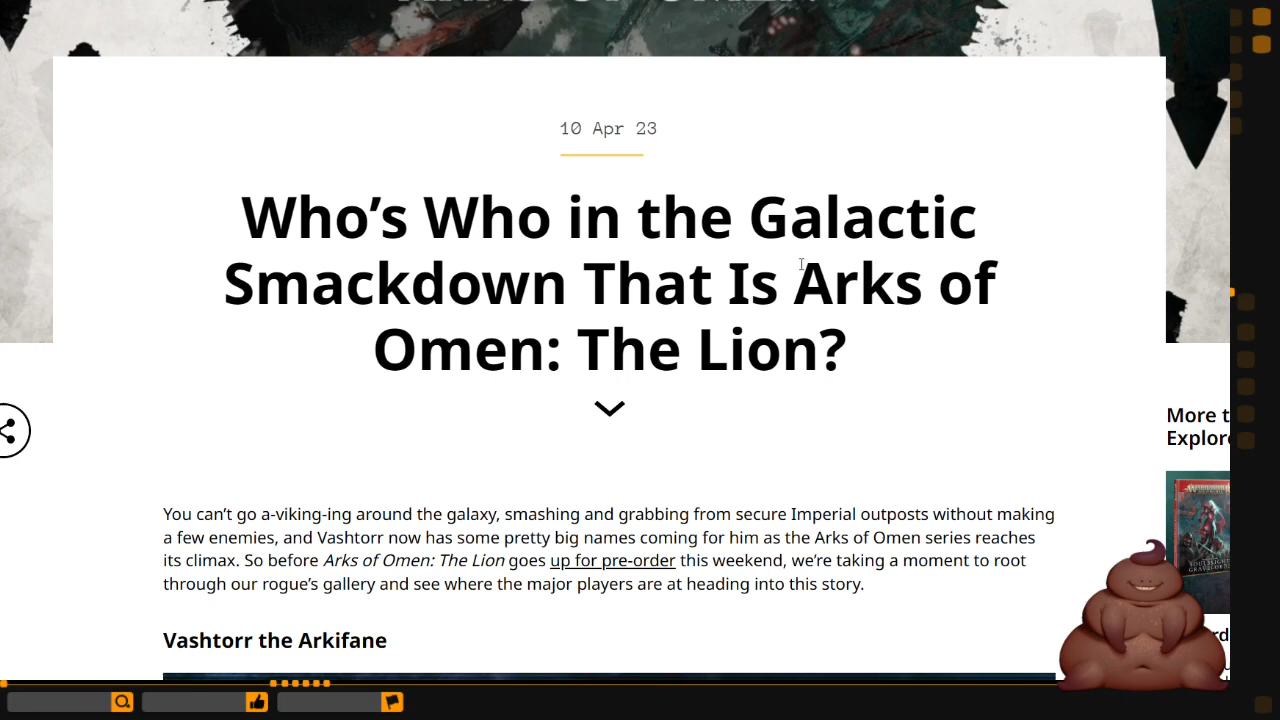 10 Apr 23
Who’s Who in the Galactic
Smackdown That Is Arks of
Omen: The Lion?
More t
Explore
You can’t go a-viking-ing around the galaxy, smashing and grabbing from secure Imperial outposts without making
a few enemies, and Vashtorr now has some pretty big names coming for him as the Arks of Omen series reaches
its climax. So before Arks of Omen: The Lion goes up for pre-order this weekend, we’re taking a moment to root
through our rogue’s gallery and see where the major players are at heading into this story.
Vashtorr the Arkifane